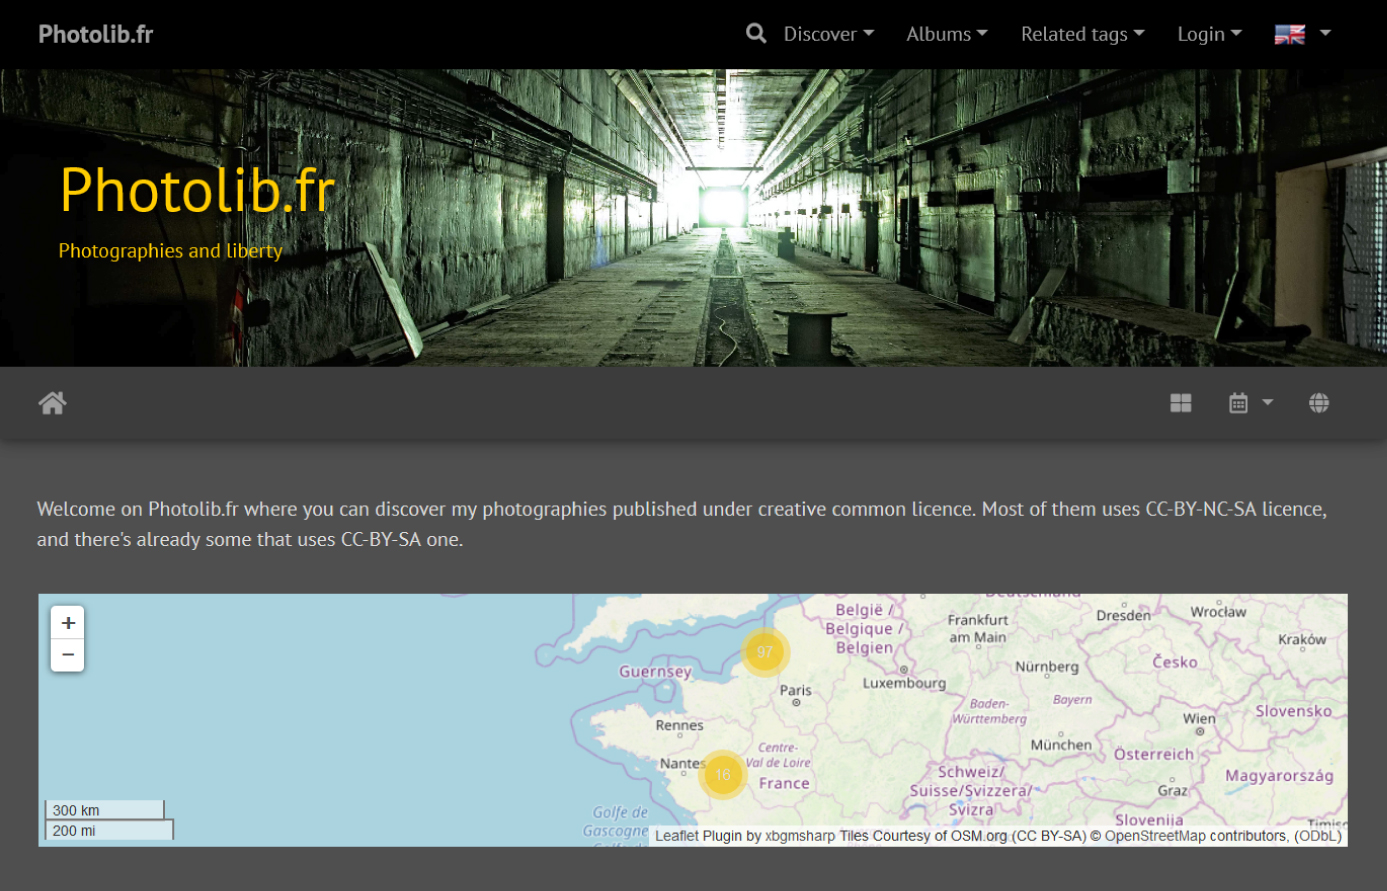 Photolib.fr
Discover
Albums
Related tags
Login
Photolib.fr
Photographies and liberty
Welcome on Photolib.fr where you can discover my photographies published under creative common licence. Most of them uses CC-BY-NC-SA licence,
and there's already some that uses CC-BY-SA one.
+
−
België /
Belgique /
Belgien
Frankfurt
am Main
Dresden
Wrocław
Kraków
97
Guernsey
Luxembourg
Nürnberg
Česko
Paris
Baden-
Württemberg
Bayern
Slovensko
Rennes
Wien
München
Österreich
Nantes
Centre-
Val de Loire
16
France
Schweiz/
Suisse/Svizzera/
Svizra
Magyarország
Graz
300 km
200 mi
Golfe de
Gascogne
Slovenija
Leaflet Plugin by xbgmsharp Tiles Courtesy of OSM.org (CC BY-SA) © OpenStreetMap contributors, (ODbL)